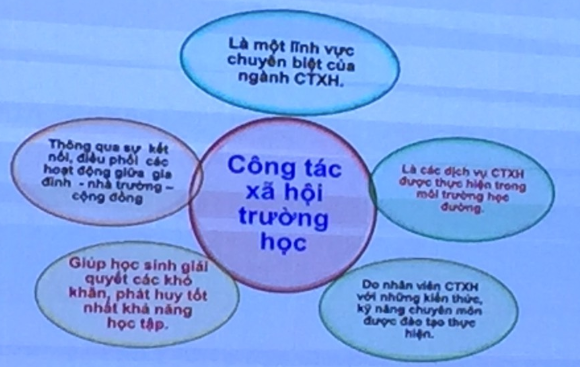 Là một lĩnh vực
chuyên biệt của
ngành CTXH.
Thông qua sự kết
nối, điều phối các
hoạt động giữa gia
đình - nhà trường –
cộng đồng
Công tác
xã hội
trường
học
Là các dịch vụ CTXH
được thực hiện trong
môi trường học
đường.
Giúp học sinh giải
quyết các khó
khăn, phát huy tốt
nhất khả năng
học tập.
Do nhân viên CTXH
với những kiến thức,
kỹ năng chuyên môn
được đào tạo thực
hiện.